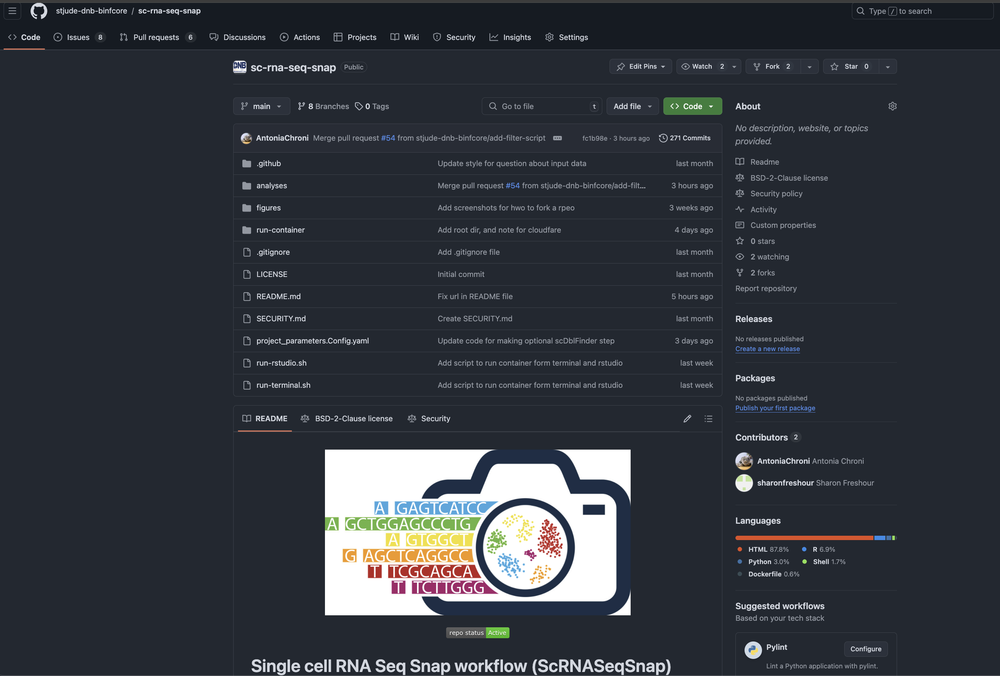 stjude-dnb-binfcore / sc-rna-seq-snap
Type / to search
Code Issues 8 Pull requests 6 Discussions Actions Projects Wiki Security Insights Settings
DNB sc-rna-seq-snap Public
Edit Pins Watch 2 Fork 2 Star 0
main 8 Branches 0 Tags Go to file t Add file Code
AntoniaChroni Merge pull request #54 from stjude-dnb-binfcore/add-filter-script fc1b98e · 3 hours ago 271 Commits
.github Update style for question about input data last month
analyses Merge pull request #54 from stjude-dnb-binfcore/add-filt... 3 hours ago
figures Add screenshots for hwo to fork a rpeo 3 weeks ago
run-container Add root dir, and note for cloudfare 4 days ago
.gitignore Add .gitignore file last month
LICENSE Initial commit last month
README.md Fix url in README file 5 hours ago
SECURITY.md Create SECURITY.md last month
project_parameters.Config.yaml Update code for making optional scDblFinder step 3 days ago
run-rstudio.sh Add script to run container form terminal and rstudio last week
run-terminal.sh Add script to run container form terminal and rstudio last week
README BSD-2-Clause license Security
A GAGTCATCC
A GCTGGAGCCCTG
A GTGGCT
G AGCTCAGGCC
T TCGCAGCA
T TCTTGGG
repo status Active
Single cell RNA Seq Snap workflow (ScRNASeqSnap)
About
No description, website, or topics
provided.
Readme
BSD-2-Clause license
Security policy
Activity
Custom properties
0 stars
2 watching
2 forks
Report repository
Releases
No releases published
Create a new release
Packages
No packages published
Publish your first package
Contributors 2
AntoniaChroni Antonia Chroni
sharonfreshour Sharon Freshour
Languages
HTML 87.8% R 6.9%
Python 3.0% Shell 1.7%
Dockerfile 0.6%
Suggested workflows
Based on your tech stack
Pylint Configure
Lint a Python application with pylint.